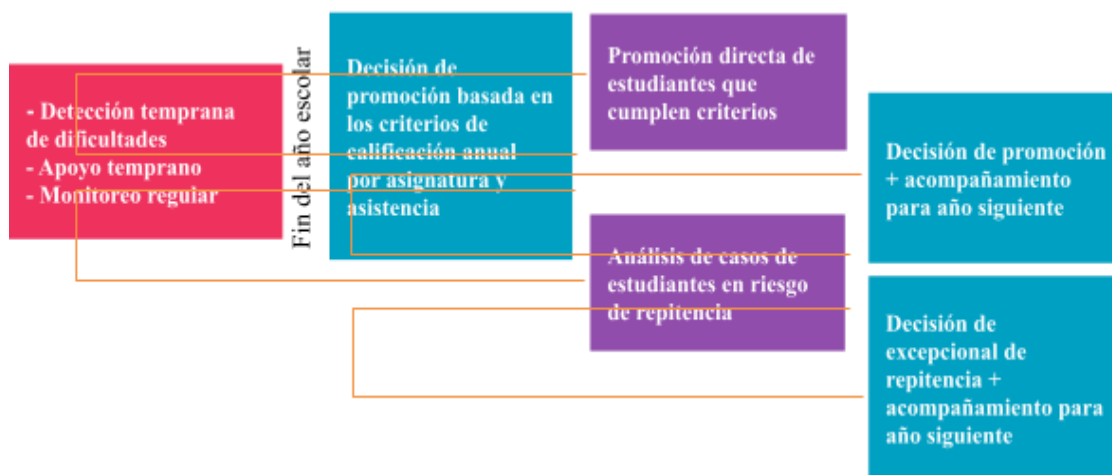 - Detección temprana
de dificultades
- Apoyo temprano
- Monitoreo regular
Fin del año escolar
Decisión de
promoción basada en
los criterios de
calificación anual
por asignatura y
asistencia
Promoción directa de
estudiantes que
cumplen criterios
Análisis de casos de
estudiantes en riesgo
de repitencia
Decisión de promoción
+ acompañamiento
para año siguiente
Decisión de
excepcional de
repitencia +
acompañamiento para
año siguiente